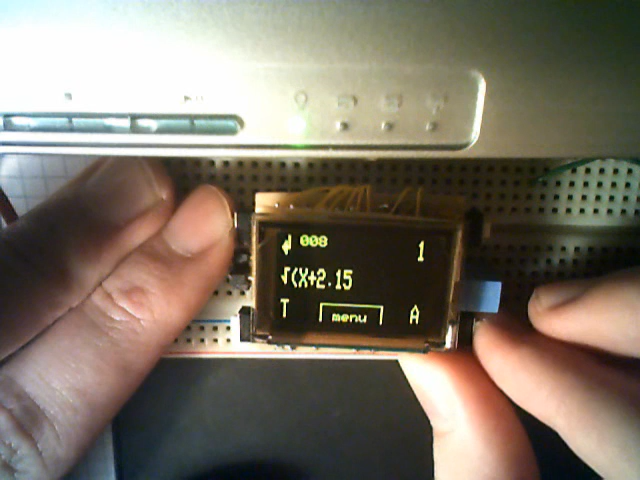 ↲ 008 1
√(X+2.15
T menu A